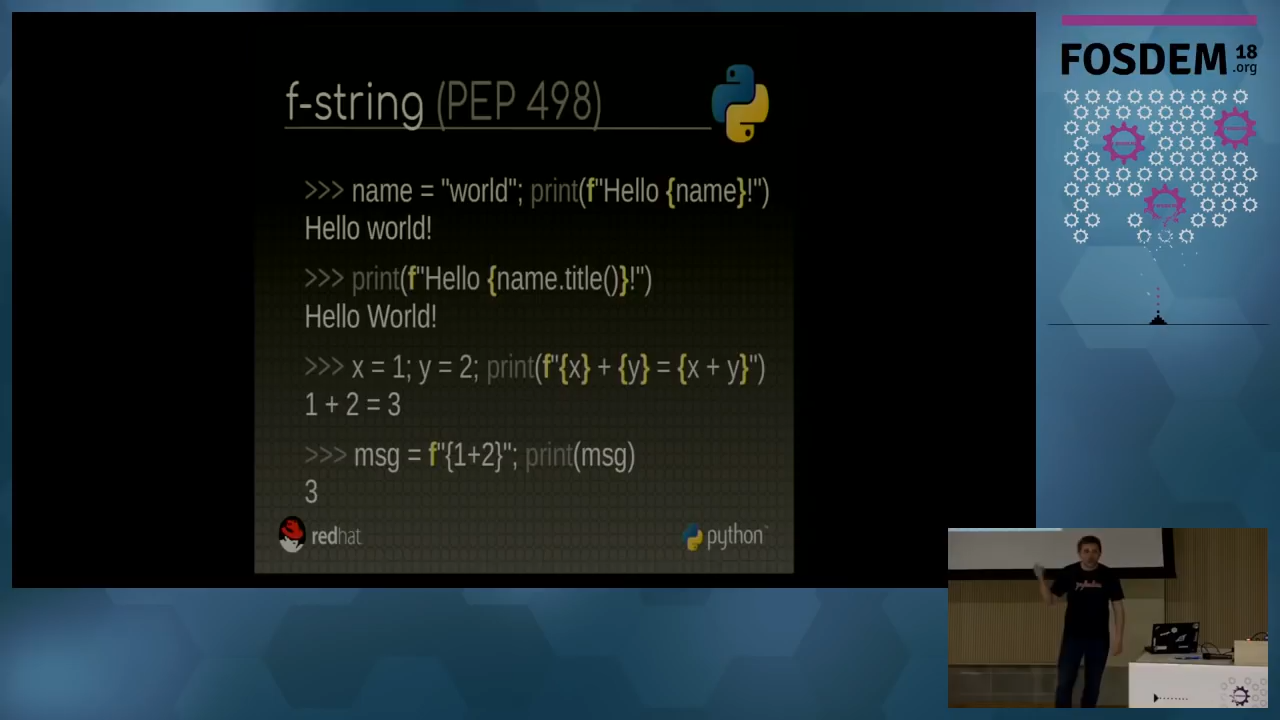 f-string (PEP 498)
>>> name = "world"; print(f"Hello {name}!")
Hello world!
>>> print(f"Hello {name.title()}!")
Hello World!
>>> x = 1; y = 2; print(f"{x} + {y} = {x + y}")
1 + 2 = 3
>>> msg = f"{1+2}"; print(msg)
3
redhat
python
FOSDEM 18
.org